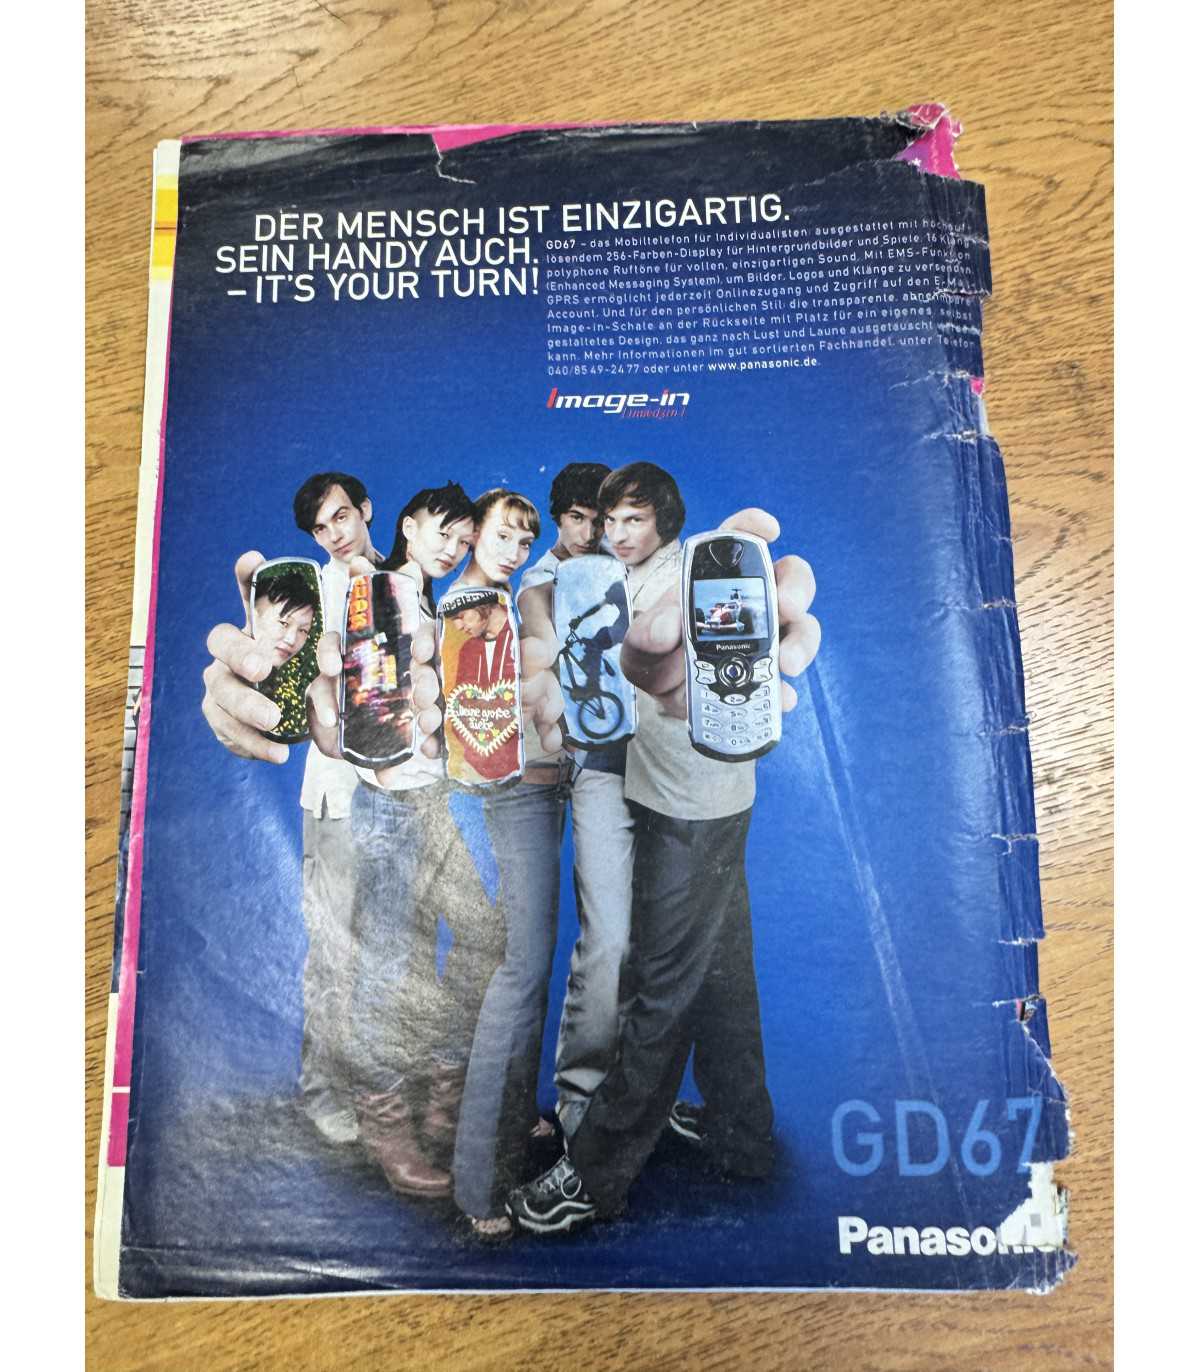 DER MENSCH IST EINZIGARTIG.
SEIN HANDY AUCH.
– IT'S YOUR TURN!
GD67 – das Mobiltelefon für Individualisten: ausgestattet mit
lösendem 256-Farben-Display für Hintergrundbilder und Spiele. 16
polyphone Ruftöne für vollen, einzigartigen Sound. Mit EMS-Funktion
(Enhanced Messaging System), um Bilder, Logos und Klänge zu versenden.
GPRS ermöglicht jederzeit Onlinezugang und Zugriff auf den
Account. Und für den persönlichen Stil: die transparente,
Image-in-Schale an der Rückseite mit Platz für ein eigenes, selbst
gestaltetes Design, das ganz nach Lust und Laune ausgetauscht
kann. Mehr Informationen im gut sortierten Fachhandel, unter Telefon
040/85 49-24 77 oder unter www.panasonic.de.
Image-in
Panasonic
Meine große
Liebe
GD67
Panasonic